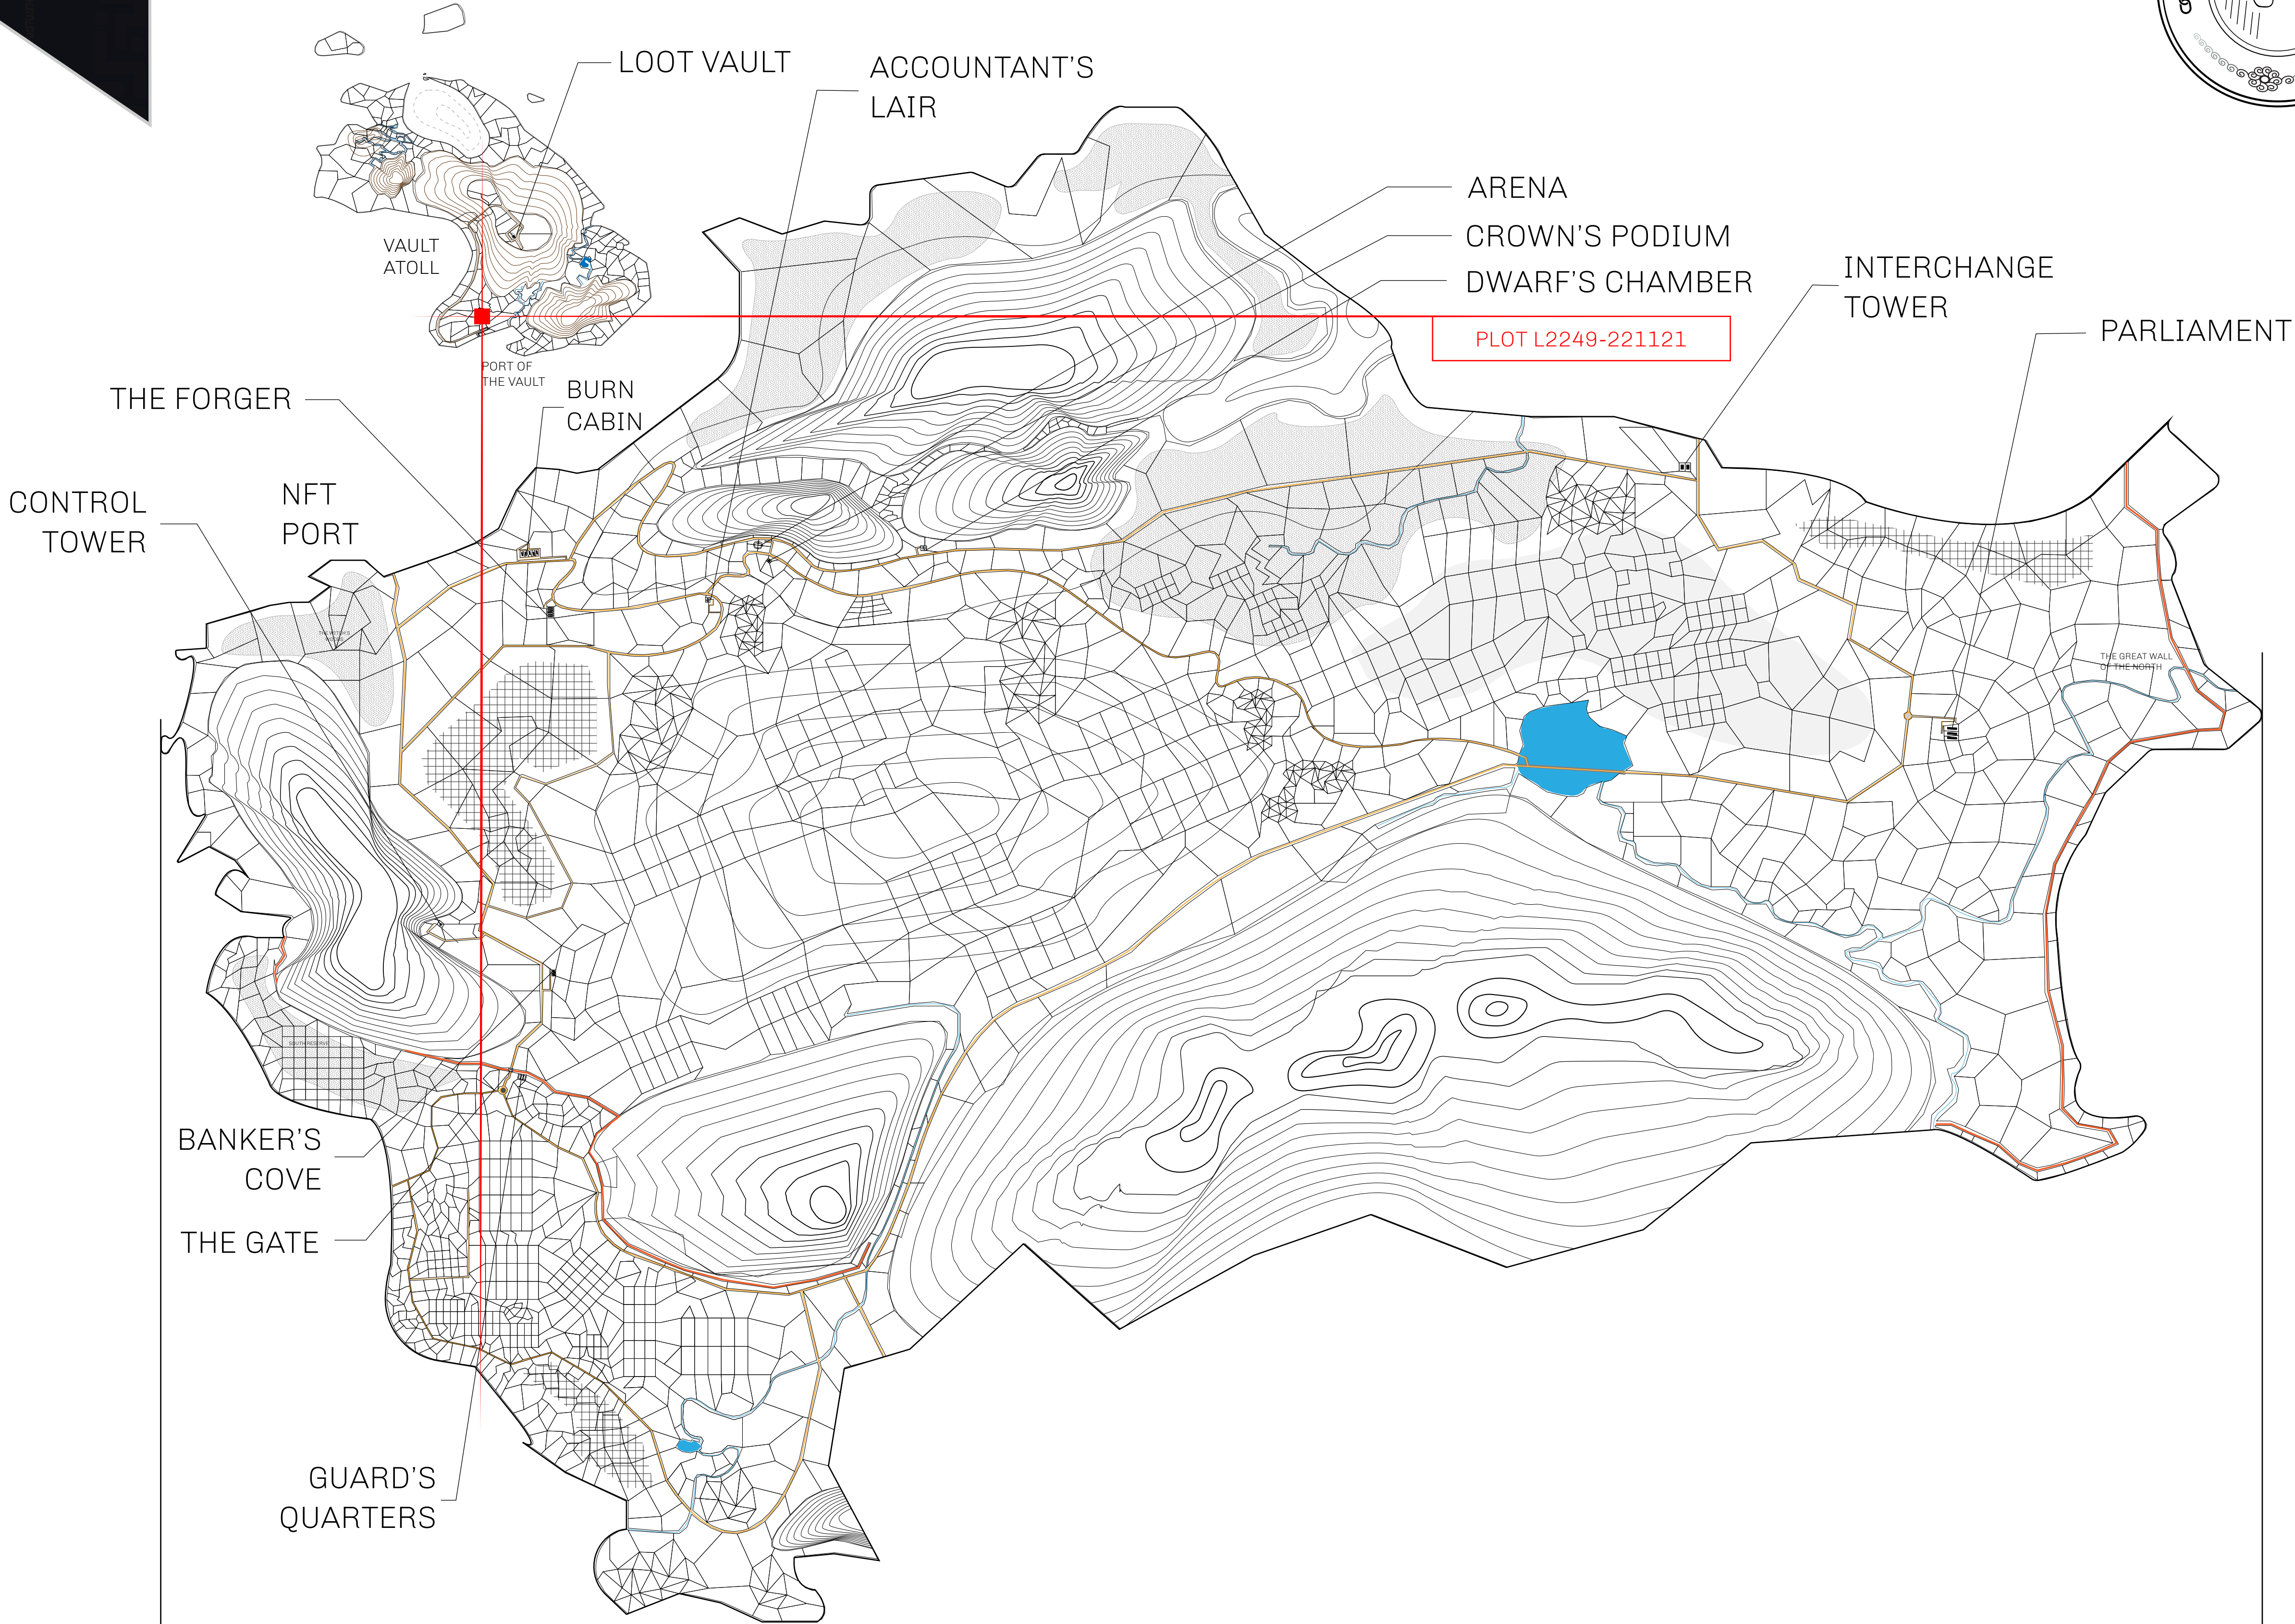 LOOT VAULT
ACCOUNTANT'S
LAIR
ARENA
CROWN'S PODIUM
DWARF'S CHAMBER
INTERCHANGE
TOWER
PARLIAMENT
VAULT
ATOLL
PLOT L2249-221121
PORT OF
THE VAULT
BURN
CABIN
THE FORGER
CONTROL
TOWER
NFT
PORT
THE GREAT WALL
OF THE NORTH
SOUTH RESERVE
BANKER'S
COVE
THE GATE
GUARD'S
QUARTERS